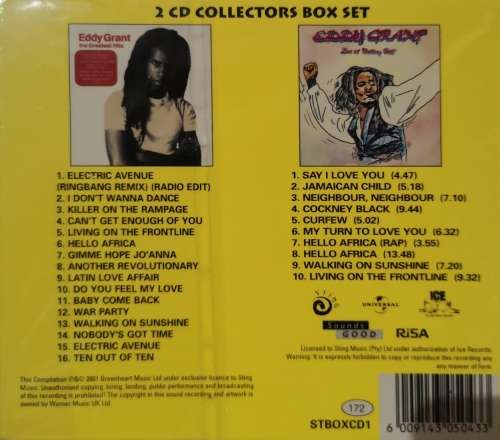 2 CD COLLECTORS BOX SET
Eddy Grant
the Greatest Hits
EDDY GRANT
Live at Notting Hill
1. ELECTRIC AVENUE
(RINGBANG REMIX) (RADIO EDIT)
2. I DON'T WANNA DANCE
3. KILLER ON THE RAMPAGE
4. CAN'T GET ENOUGH OF YOU
5. LIVING ON THE FRONTLINE
6. HELLO AFRICA
7. GIMME HOPE JO'ANNA
8. ANOTHER REVOLUTIONARY
9. LATIN LOVE AFFAIR
10. DO YOU FEEL MY LOVE
11. BABY COME BACK
12. WAR PARTY
13. WALKING ON SUNSHINE
14. NOBODY'S GOT TIME
15. ELECTRIC AVENUE
16. TEN OUT OF TEN
1. SAY I LOVE YOU (4.47)
2. JAMAICAN CHILD (5.18)
3. NEIGHBOUR, NEIGHBOUR (7.10)
4. COCKNEY BLACK (9.44)
5. CURFEW (5.02)
6. MY TURN TO LOVE YOU (6.32)
7. HELLO AFRICA (RAP) (3.55)
8. HELLO AFRICA (13.48)
9. WALKING ON SUNSHINE (7.20)
10. LIVING ON THE FRONTLINE (9.32)
Sting
UNIVERSAL
ICE
Sounds
GOOD
RiSA
This Compilation ℗&© 2001 Greenheart Music Ltd under exclusive licence to Sting
Music. Unauthorised copying, hiring, lending, public performance and broadcasting
of this recording prohibited. The copyright in this sound recording and artwork is
owned by Warner Music UK Ltd
Licensed to Sting Music (Pty) Ltd under authorization of Ice Records.
Warning. It is expressly forbidden to copy or reproduce this recording any
any manner of form.
172
STBOXCD1
6 009143 050433